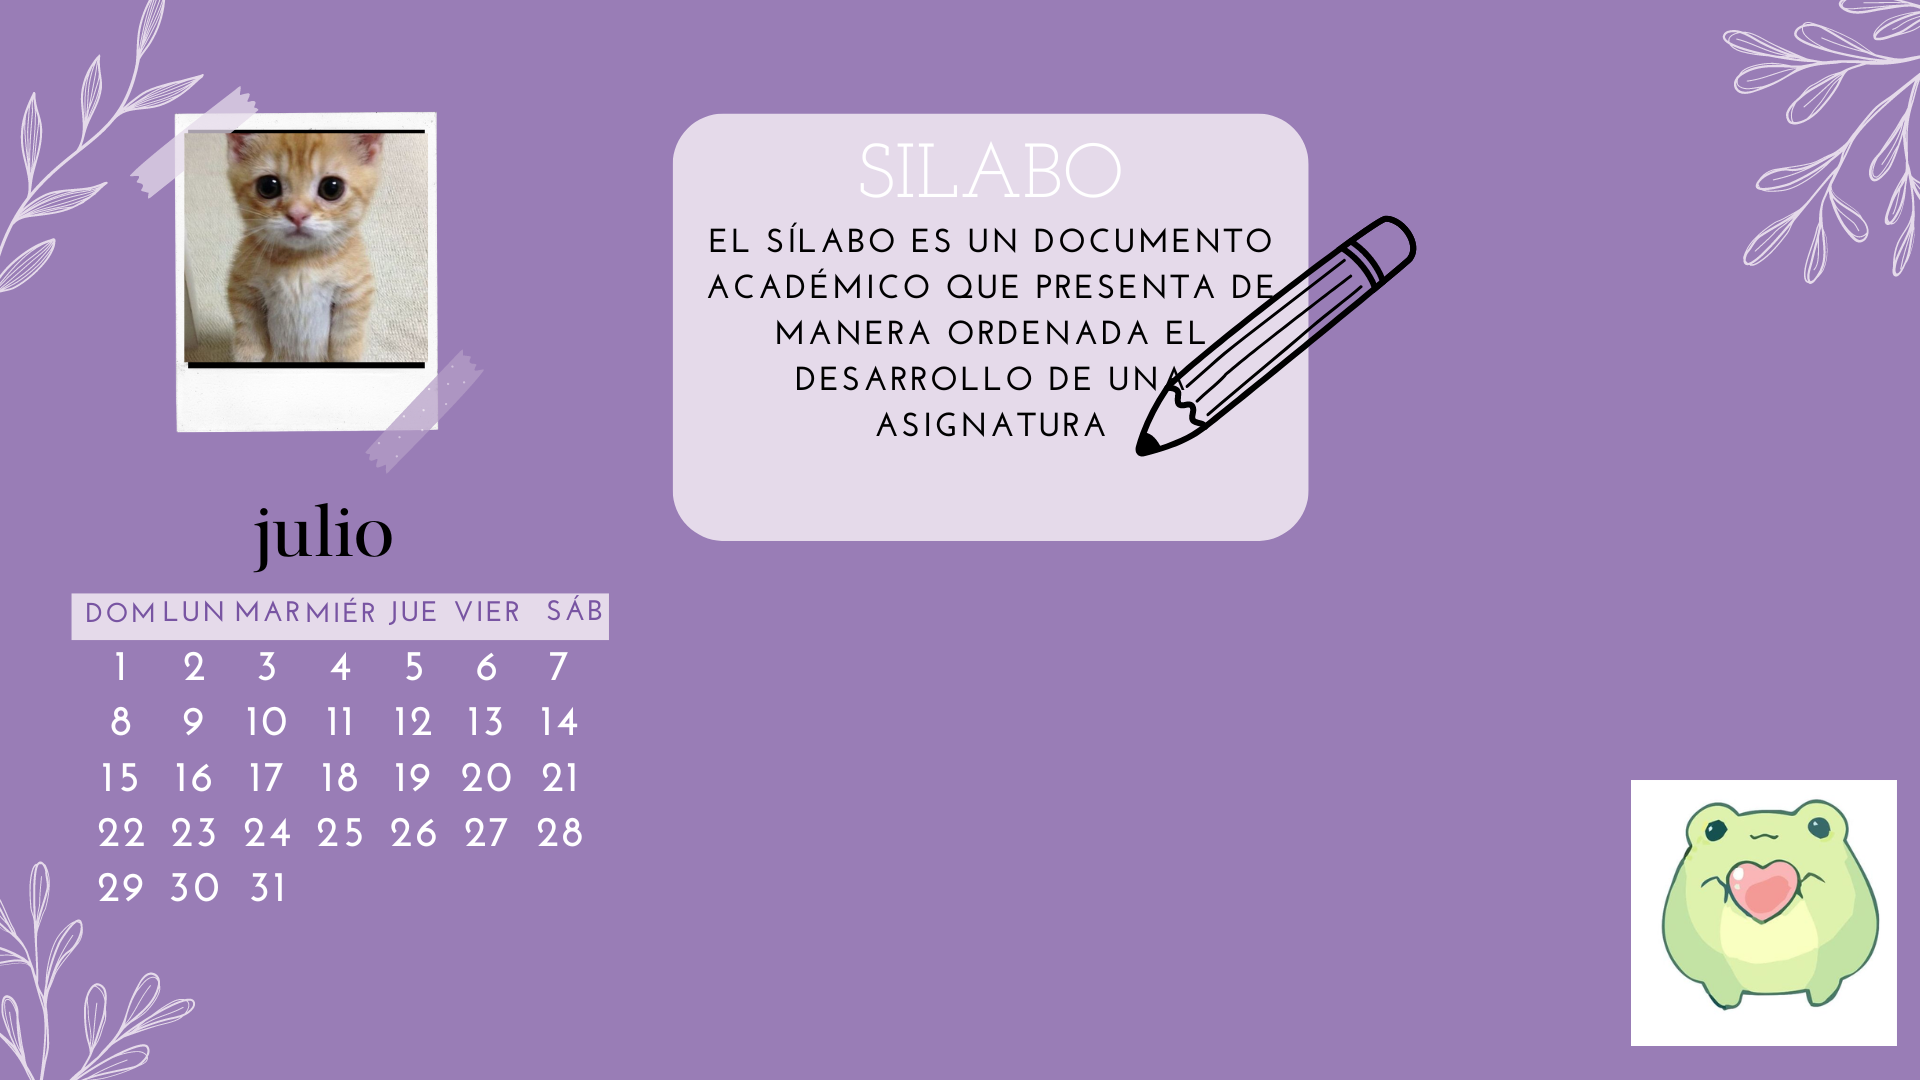 SILABO
EL SÍLABO ES UN DOCUMENTO
ACADÉMICO QUE PRESENTA DE
MANERA ORDENADA EL
DESARROLLO DE UNA
ASIGNATURA
julio
DOM LUN MAR MIÉR JUE VIER SÁB
1 2 3 4 5 6 7
8 9 10 11 12 13 14
15 16 17 18 19 20 21
22 23 24 25 26 27 28
29 30 31